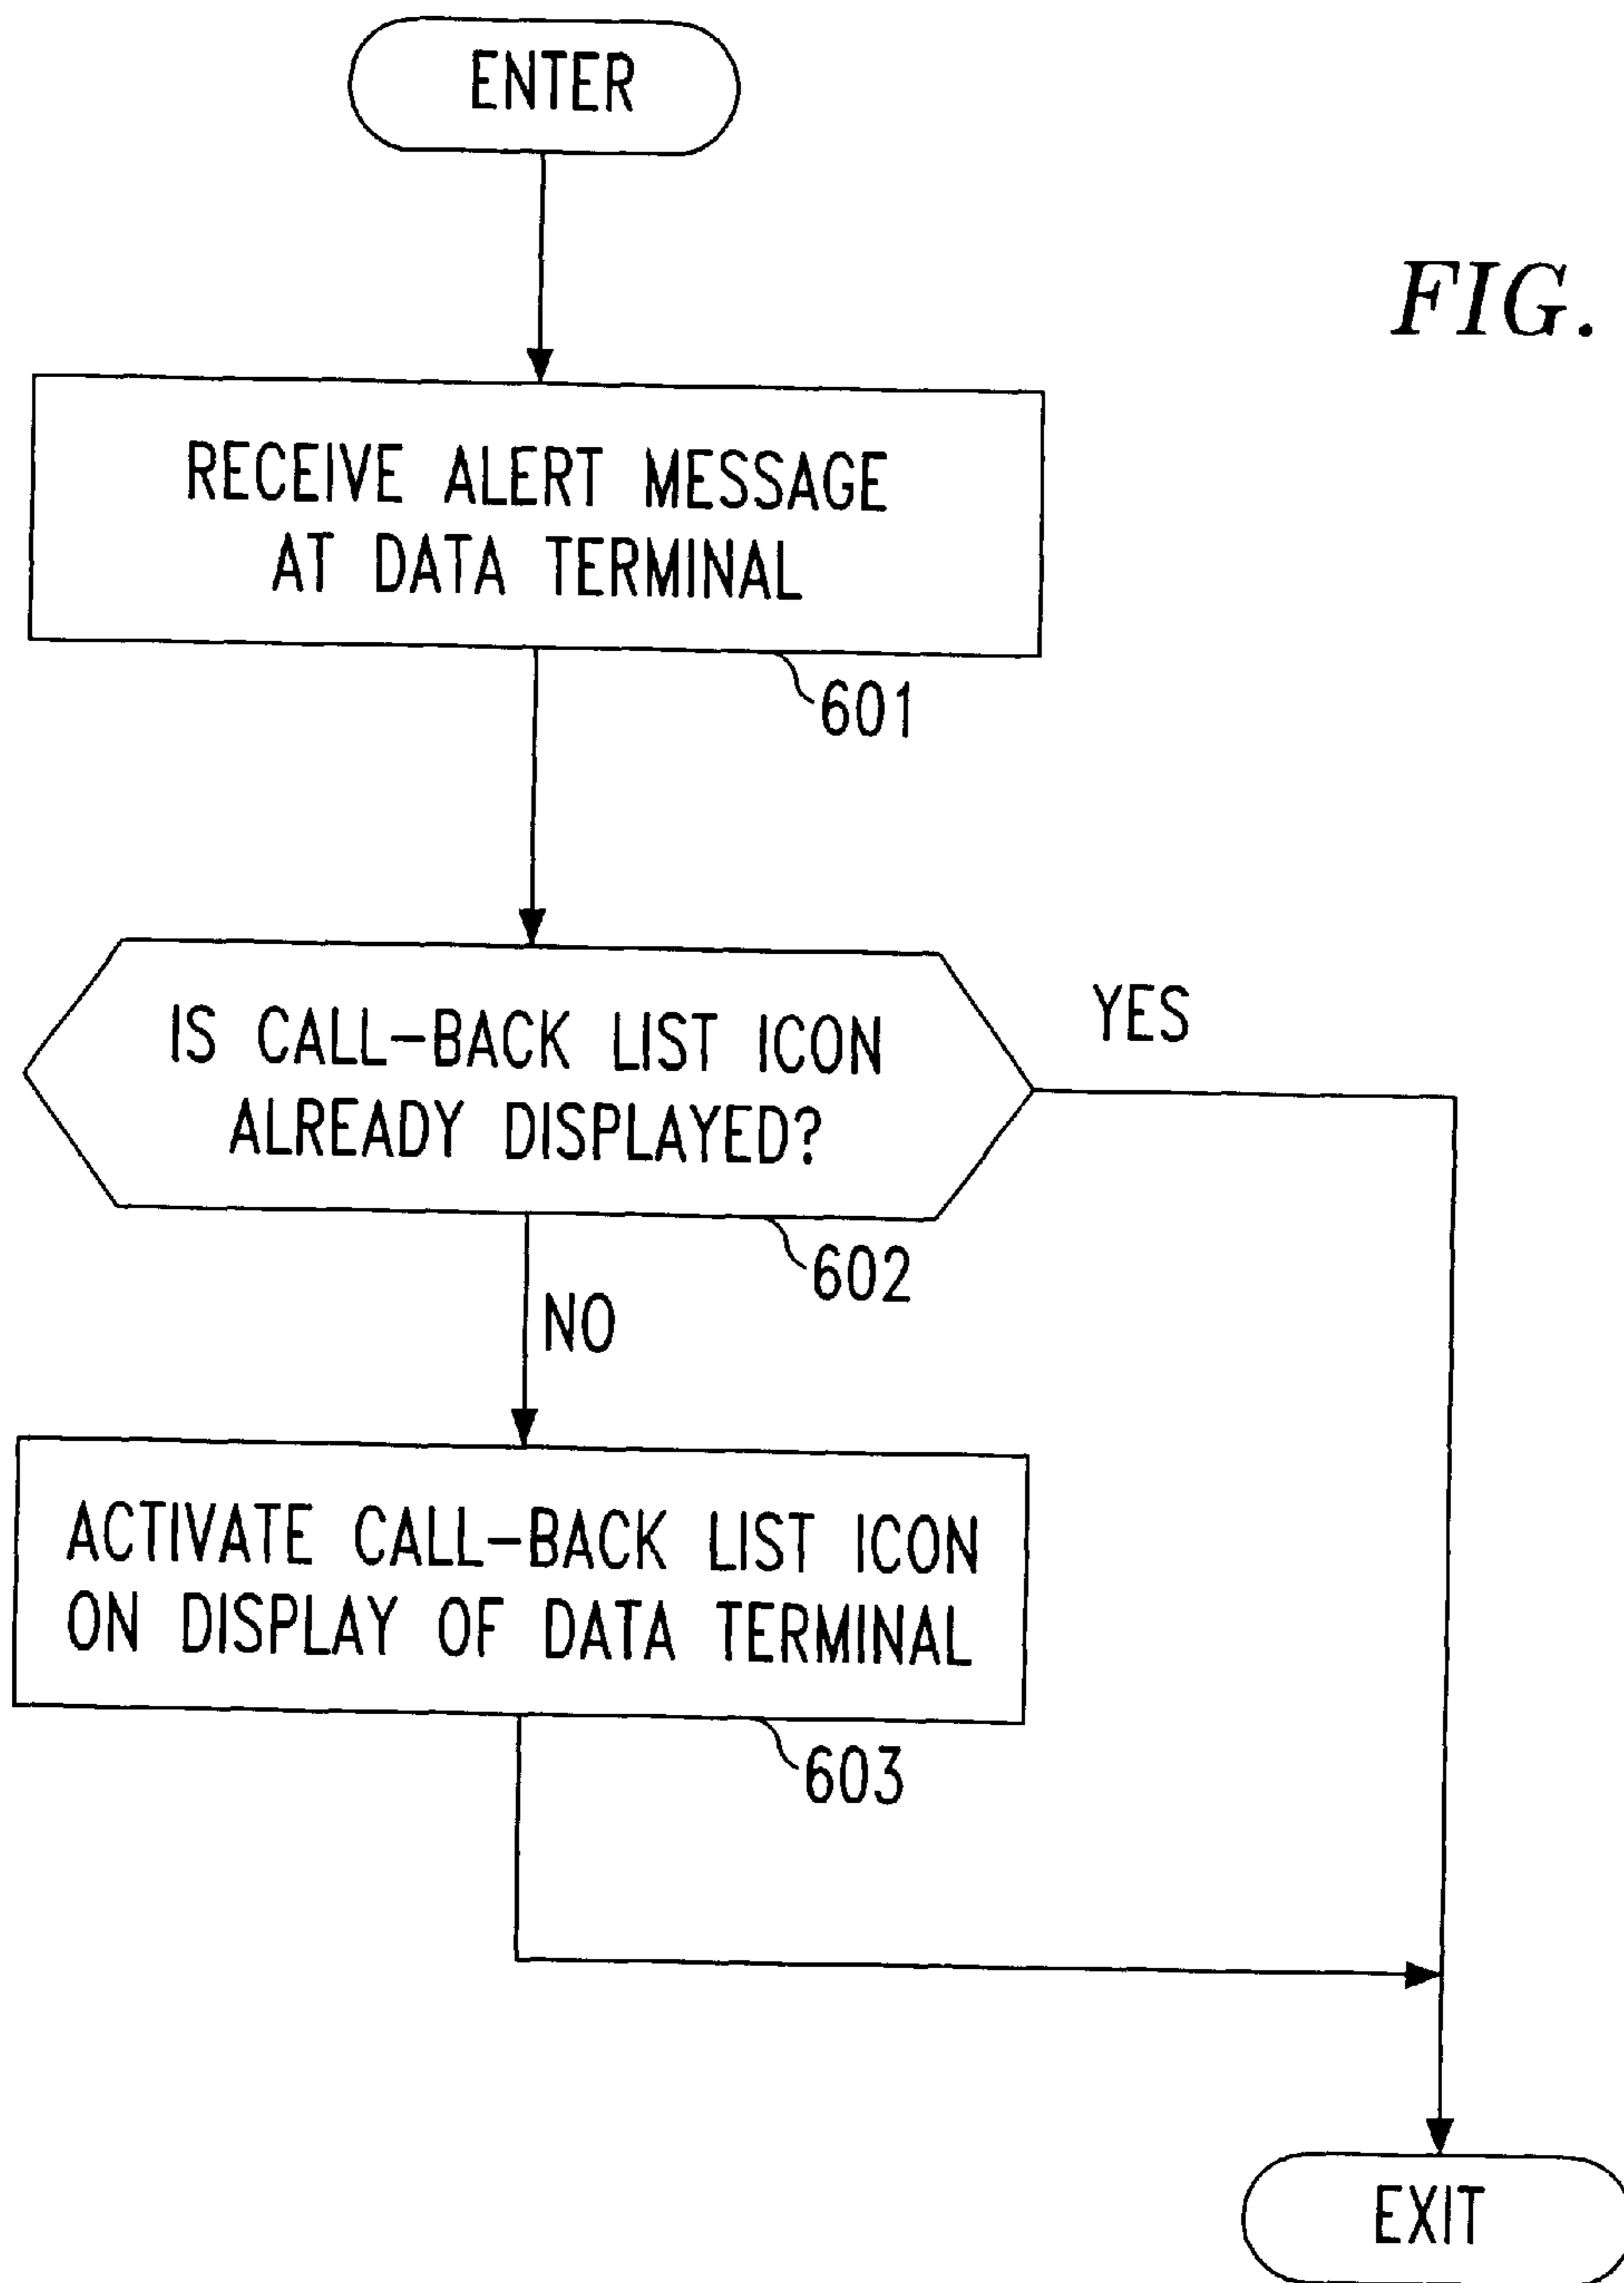 ENTER
FIG.
RECEIVE ALERT MESSAGE
AT DATA TERMINAL
601
IS CALL-BACK LIST ICON
ALREADY DISPLAYED?
YES
602
NO
ACTIVATE CALL-BACK LIST ICON
ON DISPLAY OF DATA TERMINAL
603
EXIT